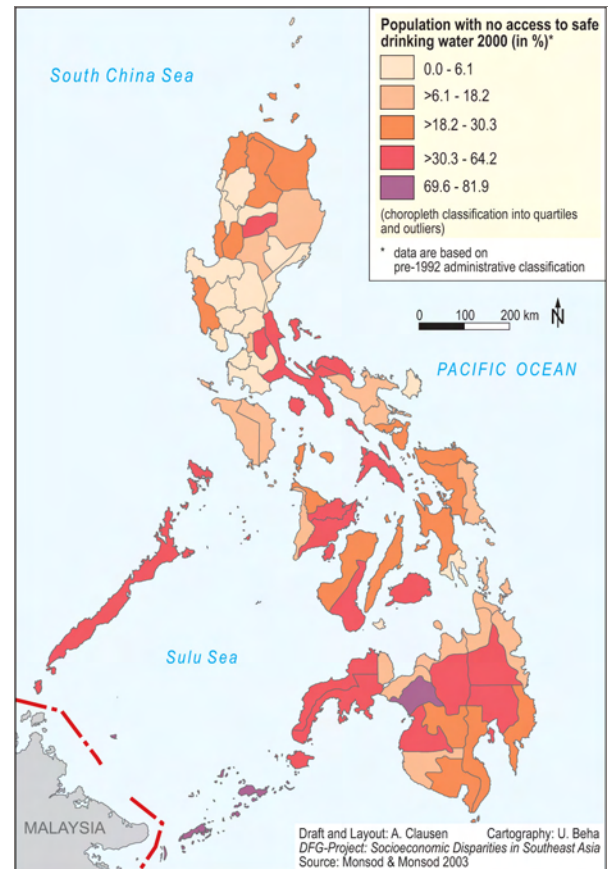 Population with no access to safe
drinking water 2000 (in %)*
0.0 - 6.1
>6.1 - 18.2
>18.2 - 30.3
>30.3 - 64.2
69.6 - 81.9
(choropleth classification into quartiles
and outliers)
* data are based on
pre-1992 administrative classification
South China Sea
0 100 200 km
N
PACIFIC OCEAN
Sulu Sea
MALAYSIA
Draft and Layout: A. Clausen Cartography: U. Beha
DFG-Project: Socioeconomic Disparities in Southeast Asia
Source: Monsod & Monsod 2003